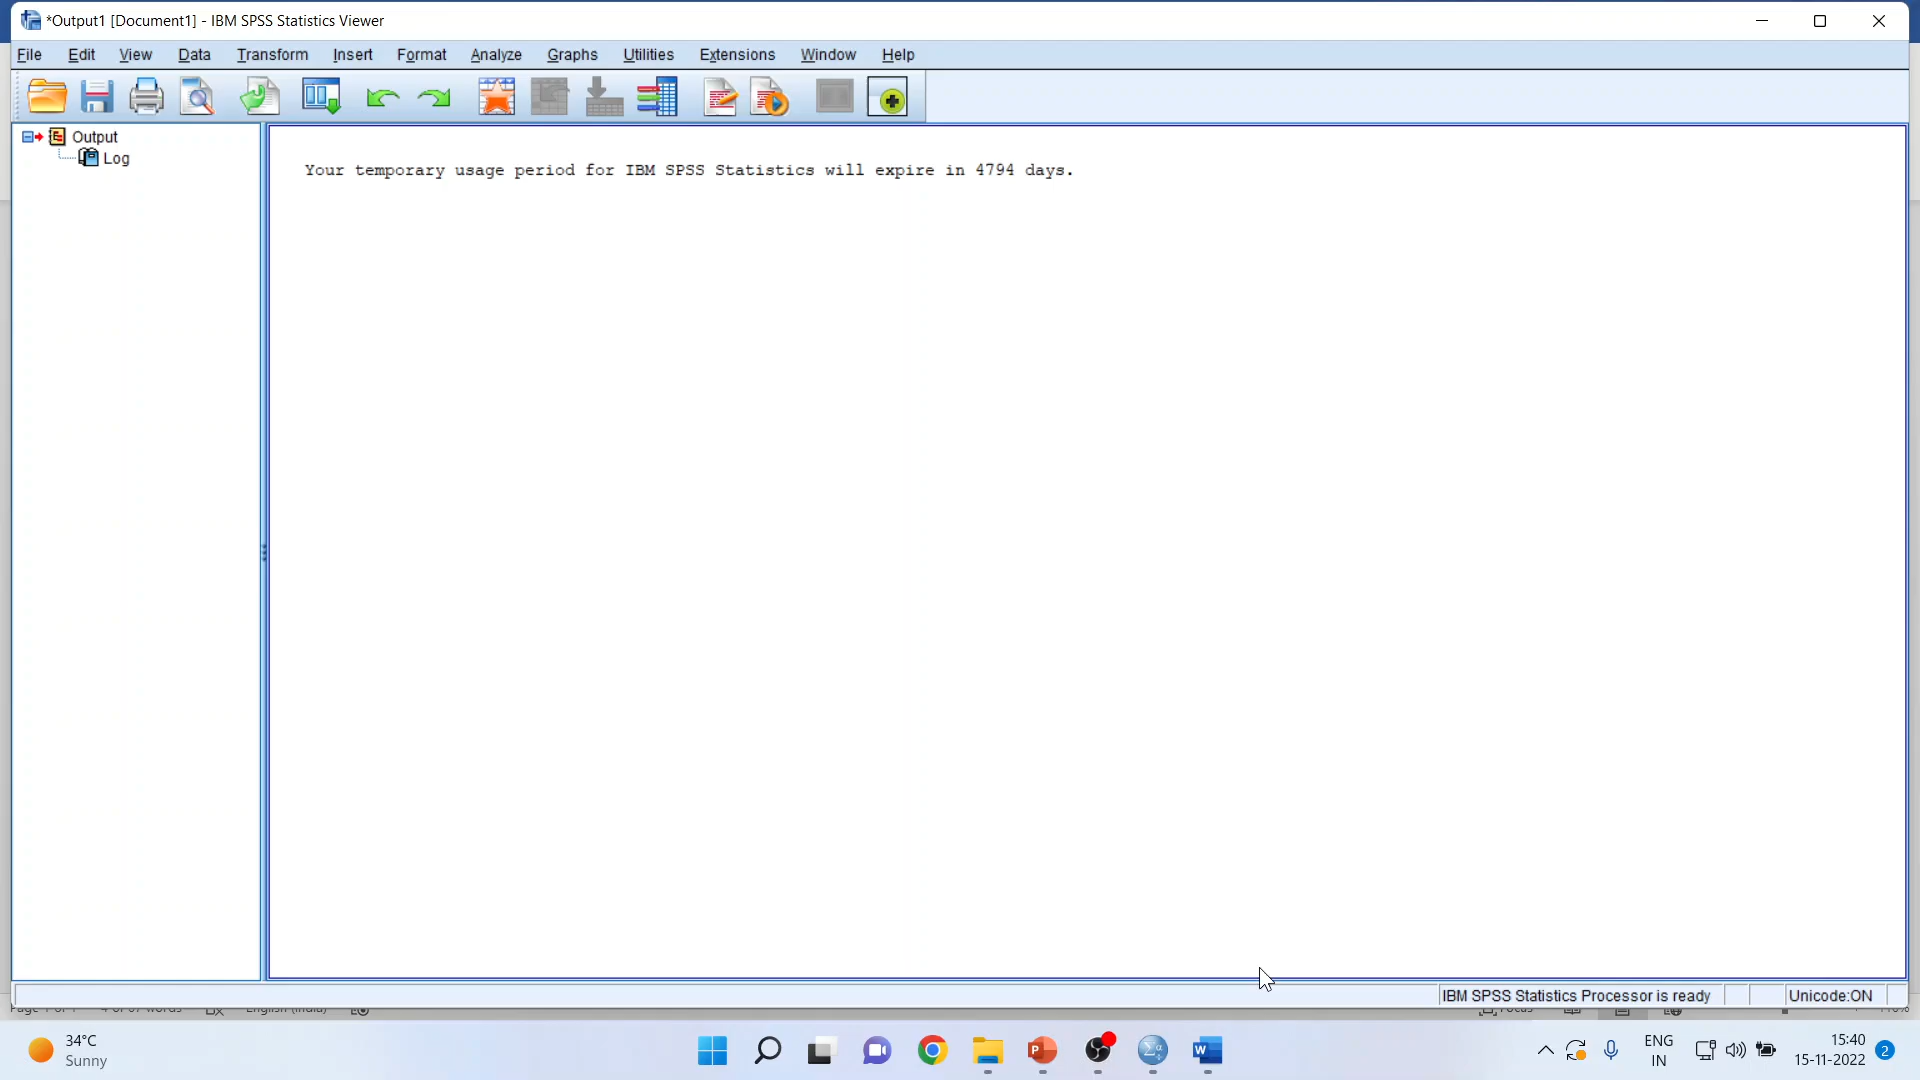 *Output1 [Document1] - IBM SPSS Statistics Viewer
File Edit View Data Transform Insert Format Analyze Graphs Utilities Extensions Window Help
Output
Log
Your temporary usage period for IBM SPSS Statistics will expire in 4794 days.
IBM SPSS Statistics Processor is ready
Unicode:ON
34°C
Sunny
ENG
IN
15:40
15-11-2022
2